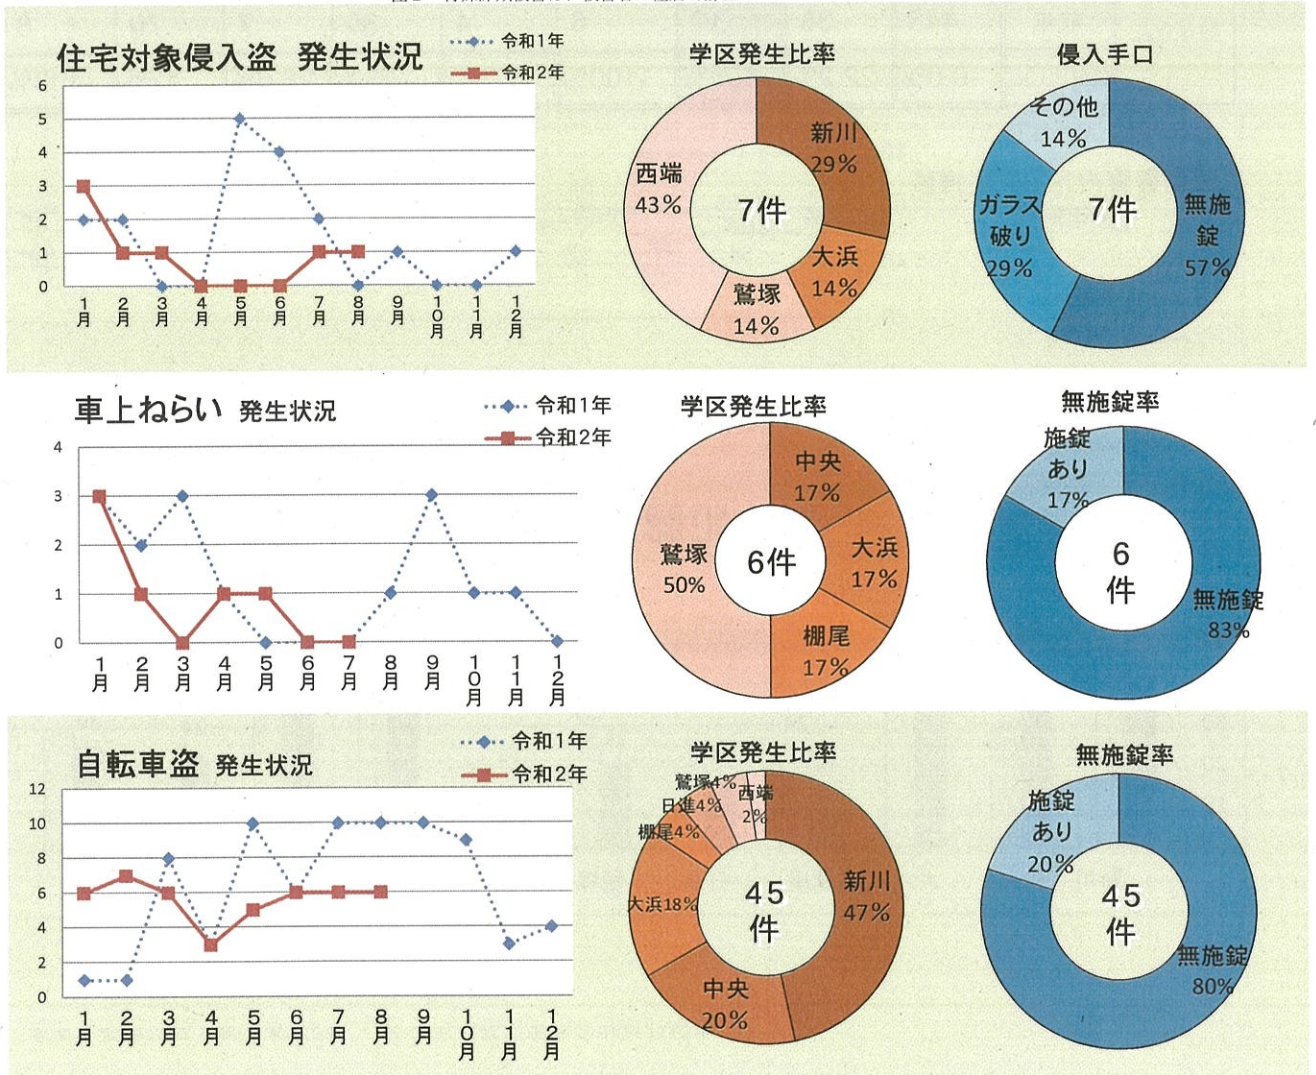 住宅対象侵入盗 発生状況
令和1年
令和2年
6
5
4
3
2
1
0
1月
2月
3月
4月
5月
6月
7月
8月
9月
10月
11月
12月
学区発生比率
新川
29%
大浜
14%
鷲塚
14%
西端
43%
7件
侵入手口
無施
錠
57%
ガラス
破り
29%
その他
14%
7件
車上ねらい 発生状況
令和1年
令和2年
4
3
2
1
0
1月
2月
3月
4月
5月
6月
7月
8月
9月
10月
11月
12月
学区発生比率
中央
17%
大浜
17%
棚尾
17%
鷲塚
50%
6件
無施錠率
施錠
あり
17%
無施錠
83%
6
件
自転車盗 発生状況
令和1年
令和2年
12
10
8
6
4
2
0
1月
2月
3月
4月
5月
6月
7月
8月
9月
10月
11月
12月
学区発生比率
新川
47%
中央
20%
大浜18%
棚尾4%
日進4%
鷲塚4%
西端
2%
45
件
無施錠率
施錠
あり
20%
無施錠
80%
45
件